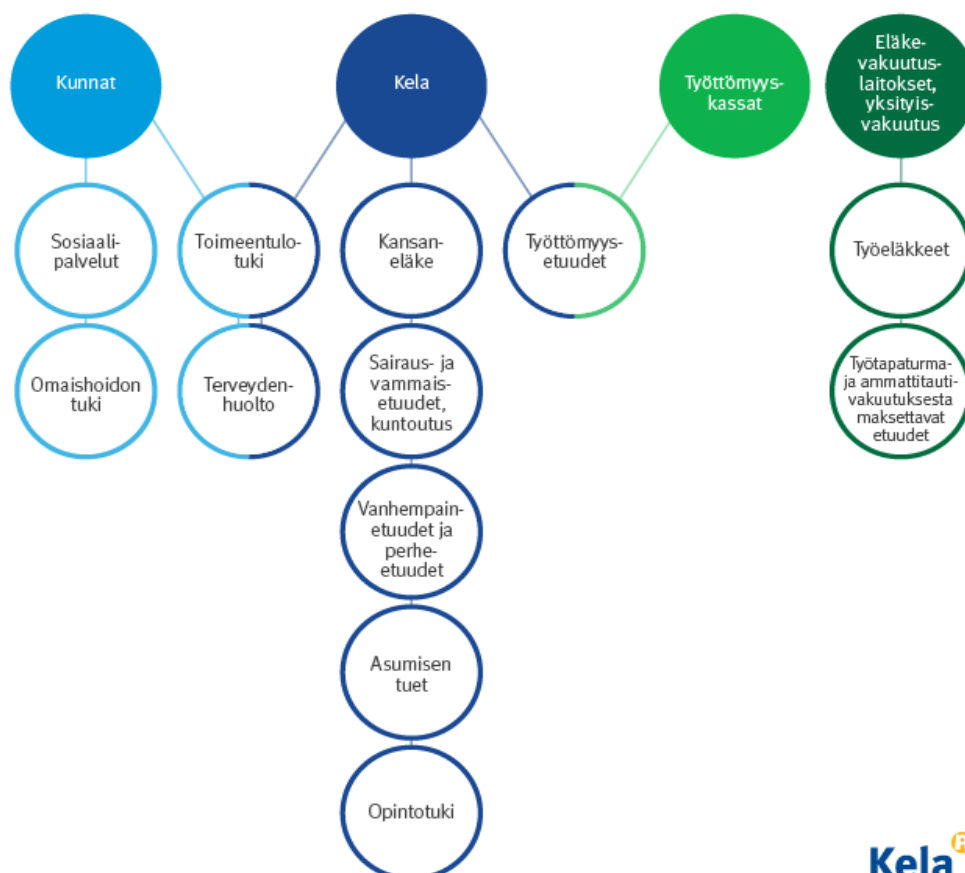 Kunnat
Kela
Työttömyys-
kassat
Eläke-
vakuutus-
laitokset,
yksityis-
vakuutus
Sosiaali-
palvelut
Toimeentulo-
tuki
Kansan-
eläke
Työttömyys-
etuudet
Työeläkkeet
Omaishoidon
tuki
Terveyden-
huolto
Sairaus- ja
vammais-
etuudet,
kuntoutus
Työtapaturma-
ja ammattitauti-
vakuutuksesta
maksettavat
etuudet
Vanhempain-
etuudet ja
perhe-
etuudet
Asumisen
tuet
Opintotuki
Kela